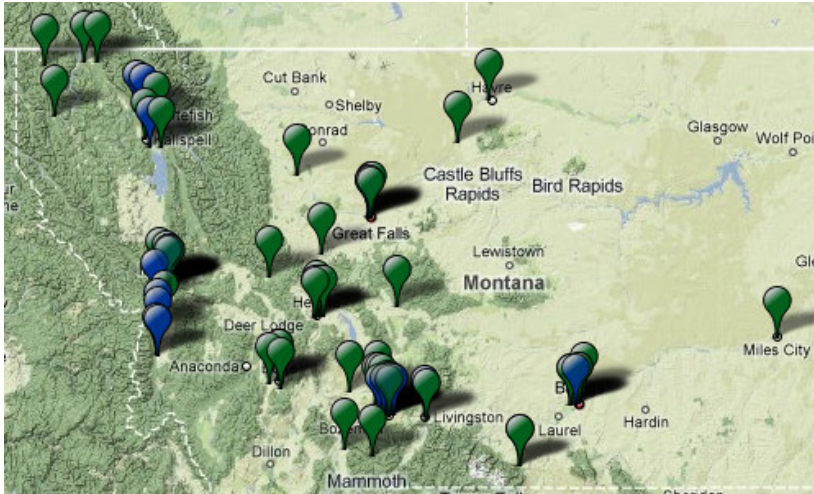 Cut Bank
Shelby
Havre
Glasgow
Wolf Poi
Castle Bluffs
Rapids
Bird Rapids
Great Falls
Lewistown
Montana
Gle
Deer Lodge
Anaconda
Miles City
Livingston
Laurel
Hardin
Dillon
Mammoth